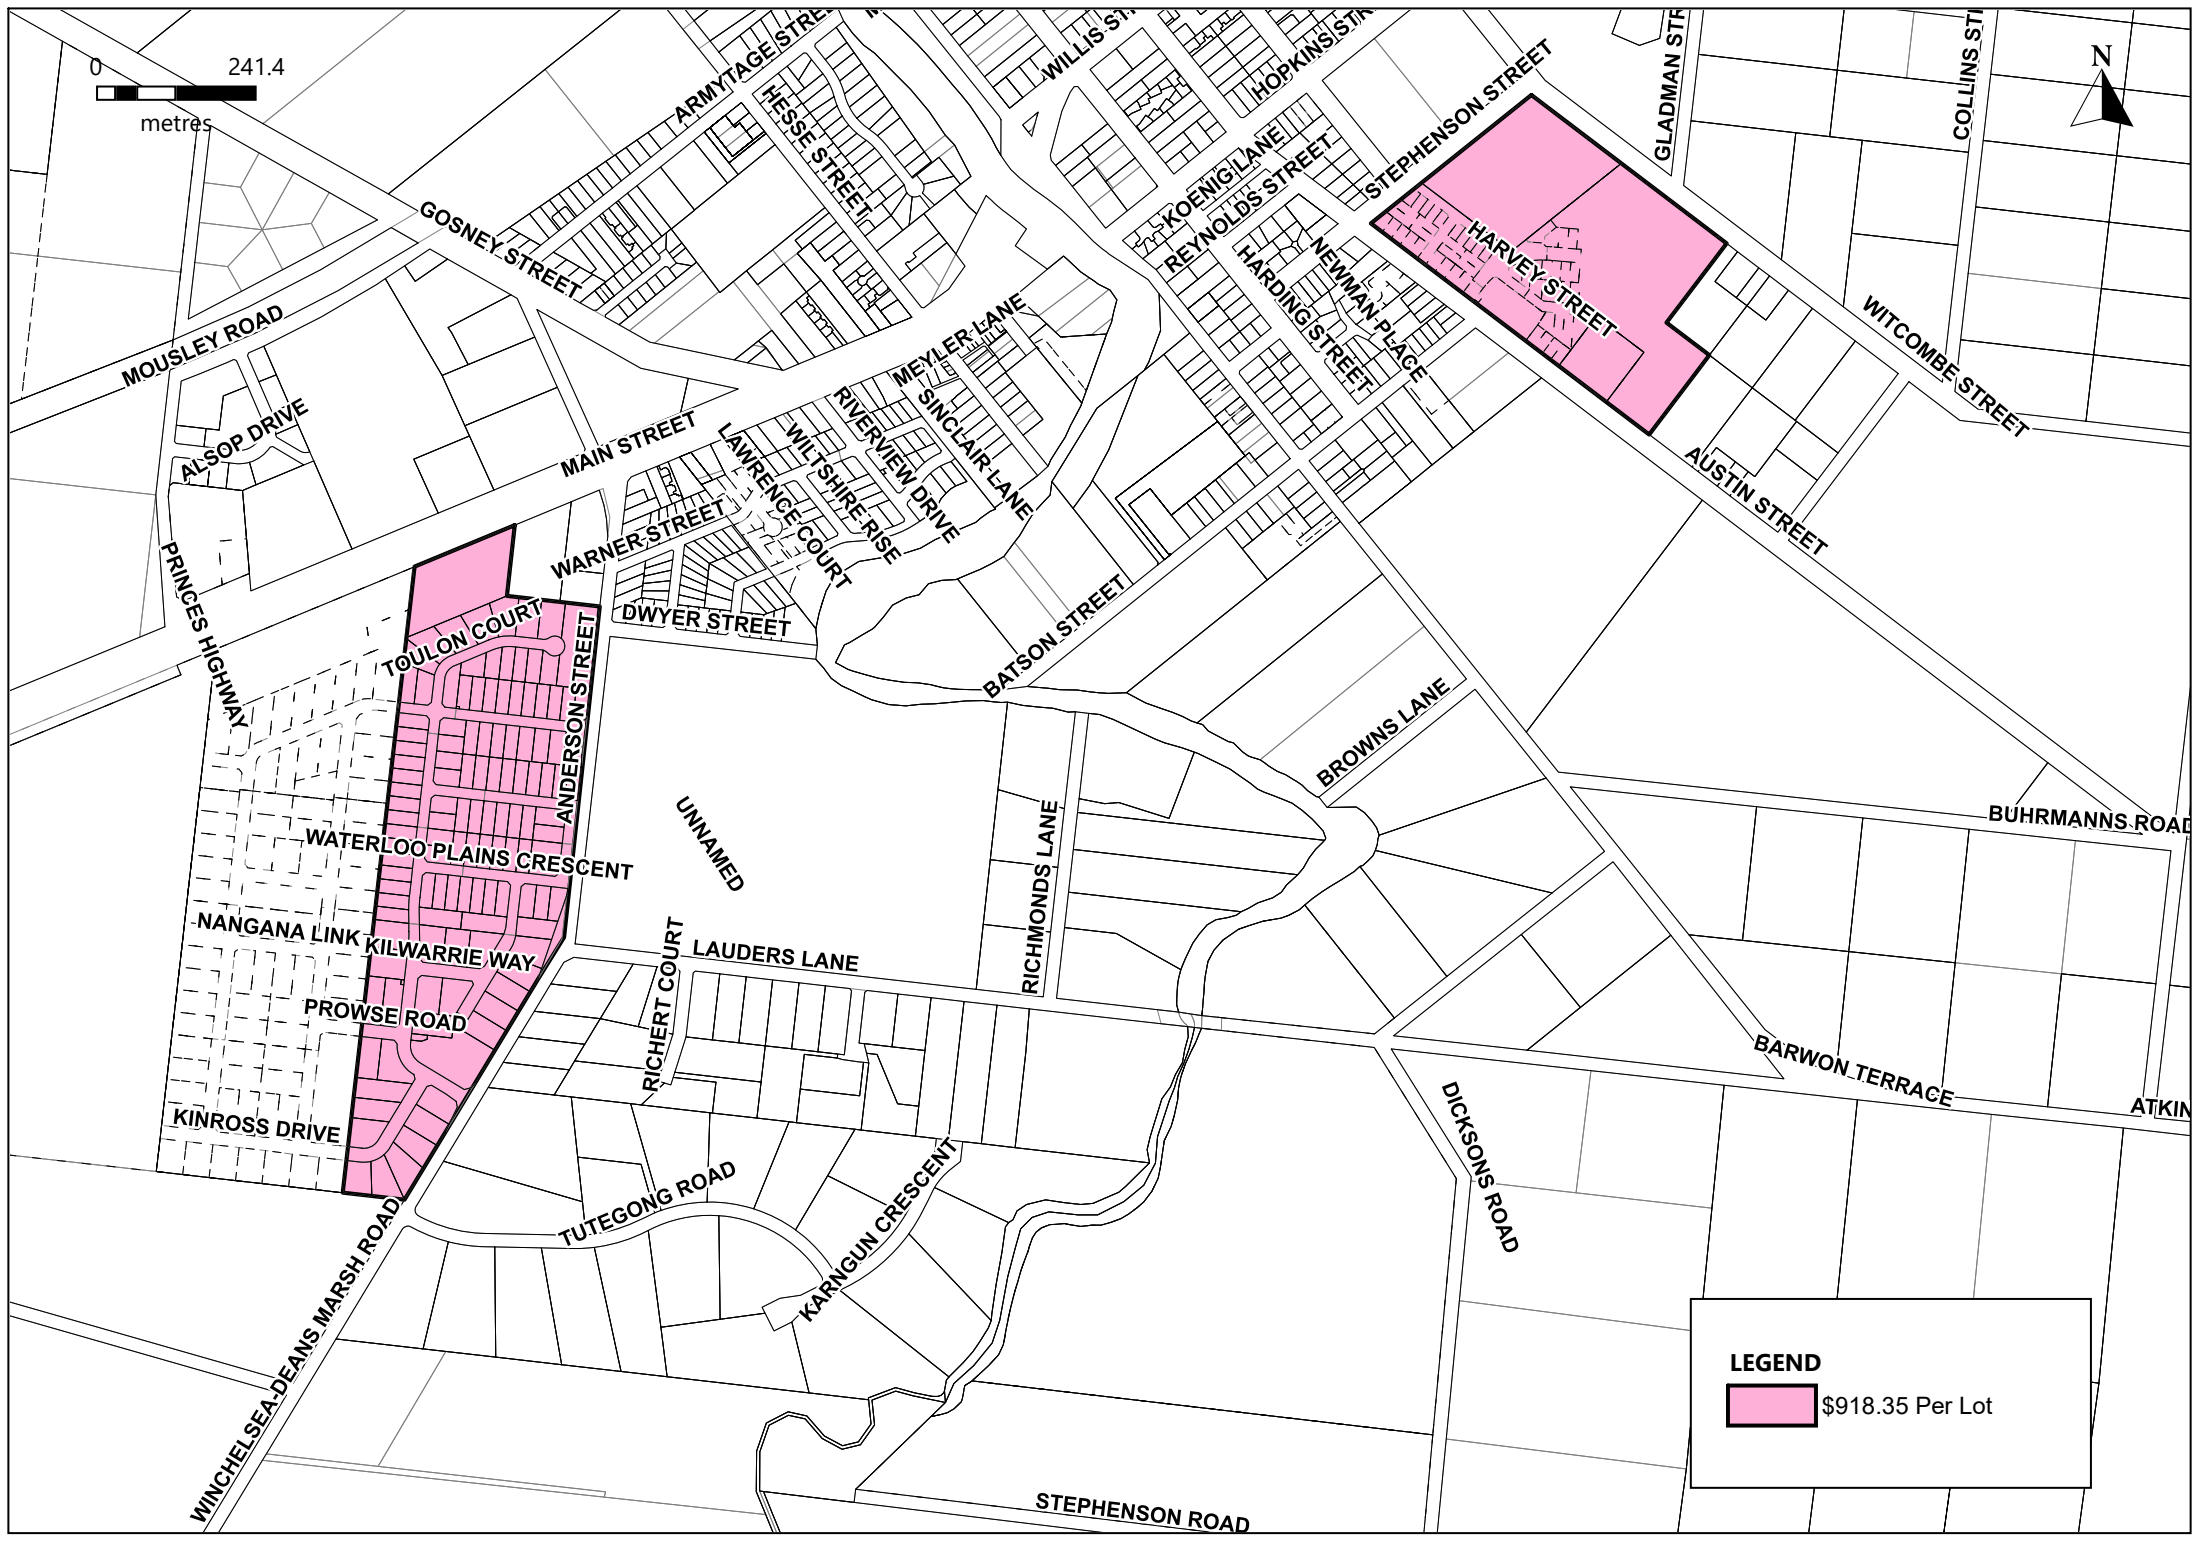 0 241.4
metres
N
ARMYTAGE STREE
WILLIS ST
HOPKINS STR
STEPHENSON STREET
GLADMAN STR
COLLINS STR
HESSE STREET
KOENIG LANE
REYNOLDS STREET
GOSNEY STREET
HARVEY STREET
NEWMAN PLACE
HARDING STREET
MOUSLEY ROAD
MEYLER LANE
WITCOMBE STREET
ALSOP DRIVE
MAIN STREET
RIVERVIEW DRIVE
SINCLAIR LANE
LAWRENCE COURT
WILTSHIRE RISE
AUSTIN STREET
WARNER STREET
PRINCES HIGHWAY
TOULON COURT
DWYER STREET
BATSON STREET
ANDERSON STREET
BROWNS LANE
UNNAMED
RICHMONDS LANE
BUHRMANNS ROAD
WATERLOO PLAINS CRESCENT
NANGANA LINK
KILWARRIE WAY
LAUDERS LANE
RICHERT COURT
PROWSE ROAD
BARWON TERRACE
DICKSONS ROAD
ATKIN
KINROSS DRIVE
TUTEGONG ROAD
KARNGUN CRESCENT
WINCHELSEA-DEANS MARSH ROAD
STEPHENSON ROAD
LEGEND
$918.35 Per Lot